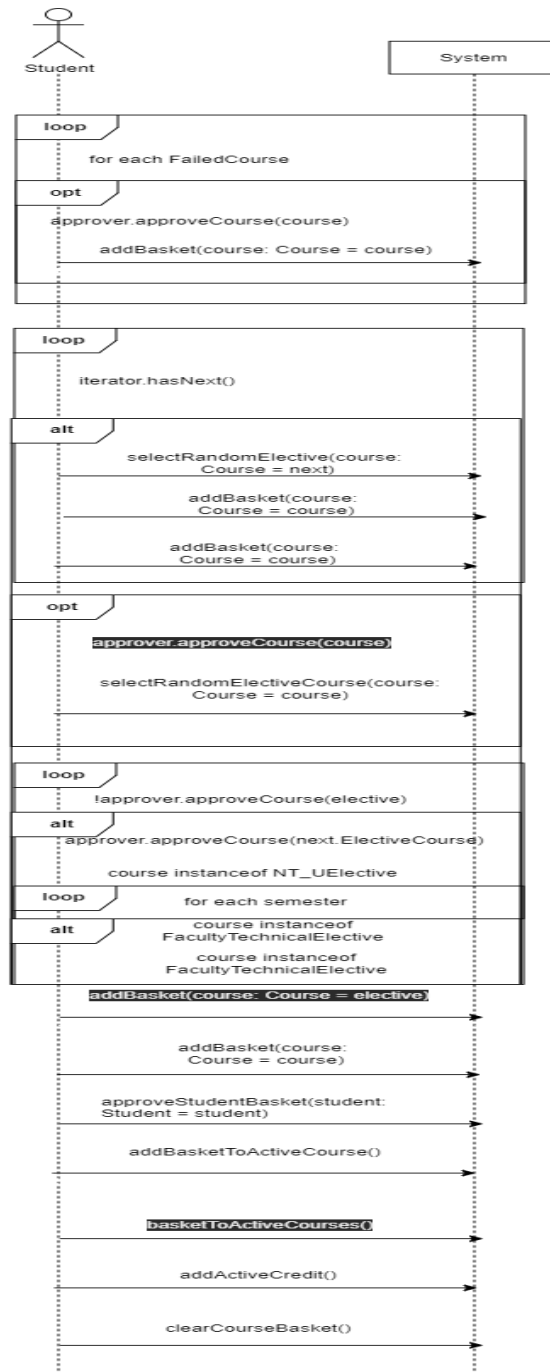 Student
System
loop
for each FailedCourse
opt
approver.approveCourse(course)
addBasket(course: Course = course)
loop
iterator.hasNext()
alt
selectRandomElective(course:
Course = next)
addBasket(course:
Course = course)
addBasket(course:
Course = course)
opt
approver.approveCourse(course)
selectRandomElectiveCourse(course:
Course = course)
loop
!approver.approveCourse(elective)
alt
approver.approveCourse(next.ElectiveCourse)
course instanceof NT_UElective
loop
for each semester
alt
course instanceof
FacultyTechnicalElective
course instanceof
FacultyTechnicalElective
addBasket(course: Course = elective)
addBasket(course:
Course = course)
approveStudentBasket(student:
Student = student)
addBasketToActiveCourse()
basketToActiveCourses()
addActiveCredit()
clearCourseBasket()